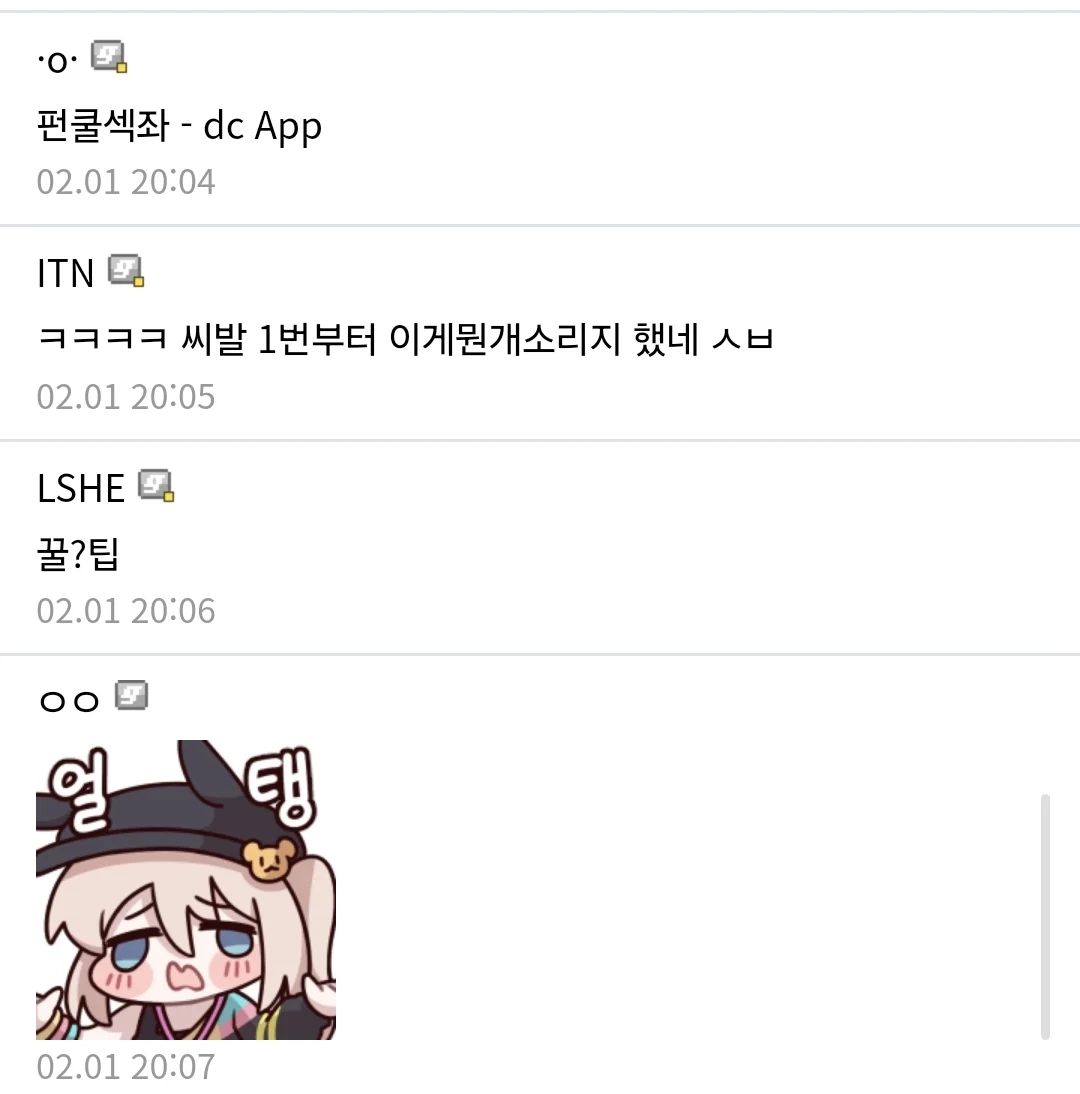 ·o·
펀쿨섹좌 - dc App
02.01 20:04
ITN
ㅋㅋㅋㅋ 씨발 1번부터 이게뭔개소리지 했네 ㅅㅂ
02.01 20:05
LSHE
꿀?팁
02.01 20:06
ㅇㅇ
얼탱
02.01 20:07